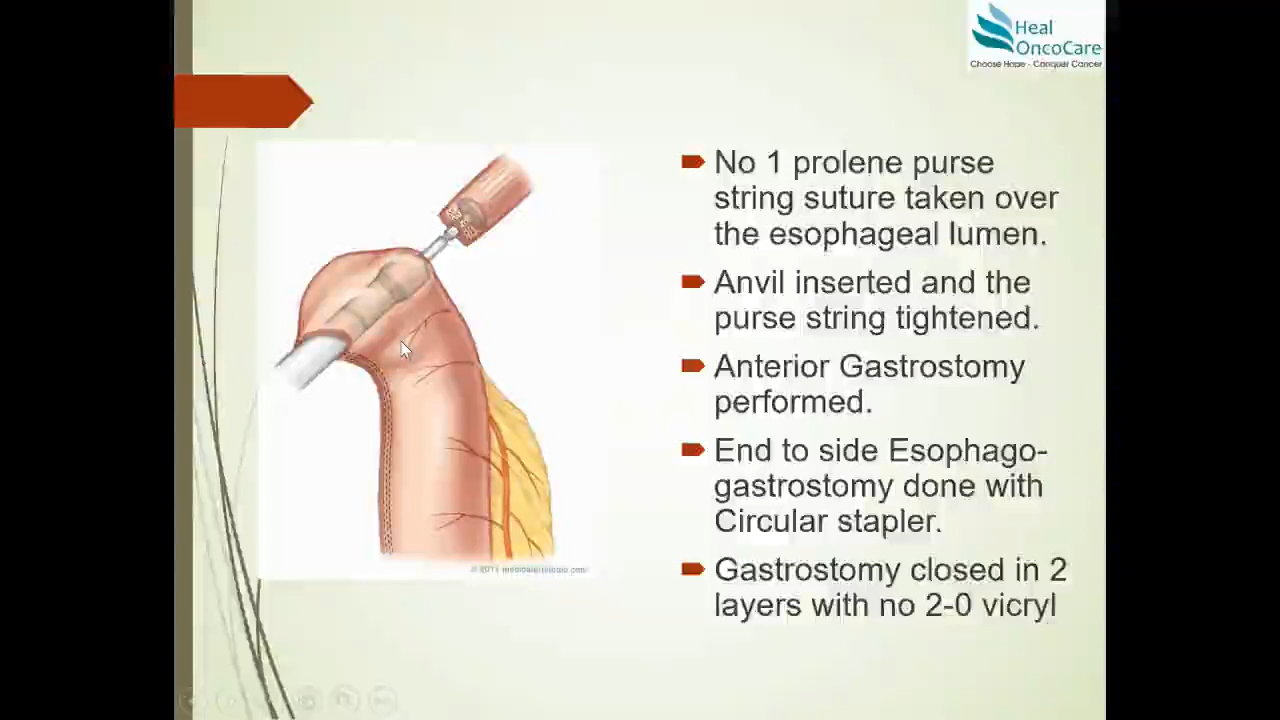 Heal
OncoCare
Choose Hope - Conquer Cancer
No 1 prolene purse
string suture taken over
the esophageal lumen.
Anvil inserted and the
purse string tightened.
Anterior Gastrostomy
performed.
End to side Esophago-
gastrostomy done with
Circular stapler.
Gastrostomy closed in 2
layers with no 2-0 vicryl